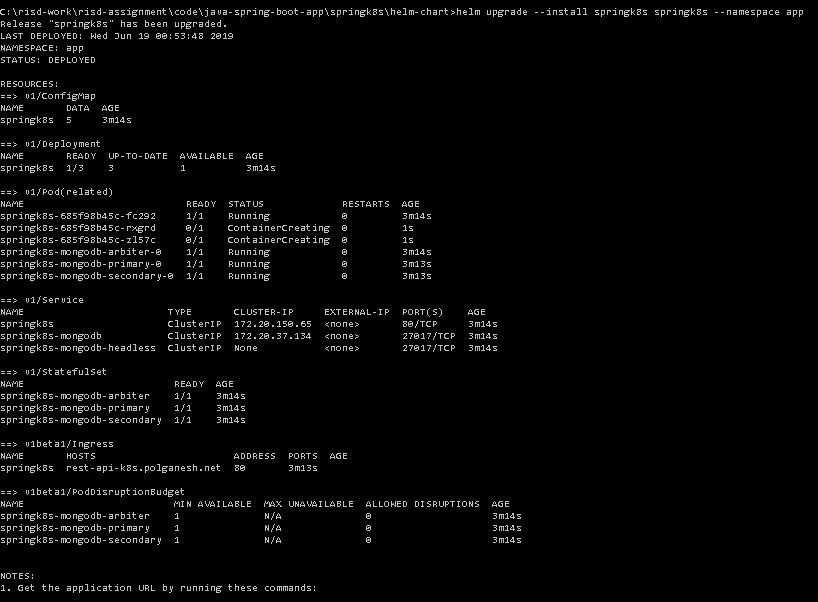 C:\risd-work\risd-assignment\code\java-spring-boot-app\springk8s\helm-chart>helm upgrade --install springk8s springk8s --namespace app
Release "springk8s" has been upgraded.
LAST DEPLOYED: Wed Jun 19 00:53:48 2019
NAMESPACE: app
STATUS: DEPLOYED

RESOURCES:
==> v1/ConfigMap
NAME       DATA  AGE
springk8s  5     3m14s

==> v1/Deployment
NAME       READY  UP-TO-DATE  AVAILABLE  AGE
springk8s  1/3    3           1          3m14s

==> v1/Pod(related)
NAME                           READY  STATUS             RESTARTS  AGE
springk8s-685f98b45c-fc292     1/1    Running            0         3m14s
springk8s-685f98b45c-rxgrd     0/1    ContainerCreating  0         1s
springk8s-685f98b45c-zl57c     0/1    ContainerCreating  0         1s
springk8s-mongodb-arbiter-0    1/1    Running            0         3m14s
springk8s-mongodb-primary-0    1/1    Running            0         3m13s
springk8s-mongodb-secondary-0  1/1    Running            0         3m13s

==> v1/Service
NAME                        TYPE       CLUSTER-IP     EXTERNAL-IP  PORT(S)    AGE
springk8s                   ClusterIP  172.20.150.65  <none>       80/TCP     3m14s
springk8s-mongodb           ClusterIP  172.20.37.134  <none>       27017/TCP  3m14s
springk8s-mongodb-headless  ClusterIP  None           <none>       27017/TCP  3m14s

==> v1/StatefulSet
NAME                         READY  AGE
springk8s-mongodb-arbiter    1/1    3m14s
springk8s-mongodb-primary    1/1    3m14s
springk8s-mongodb-secondary  1/1    3m14s

==> v1beta1/Ingress
NAME       HOSTS                       ADDRESS  PORTS  AGE
springk8s  rest-api-k8s.polganesh.net  80       3m13s

==> v1beta1/PodDisruptionBudget
NAME                         MIN AVAILABLE  MAX UNAVAILABLE  ALLOWED DISRUPTIONS  AGE
springk8s-mongodb-arbiter    1              N/A              0                    3m14s
springk8s-mongodb-primary    1              N/A              0                    3m14s
springk8s-mongodb-secondary  1              N/A              0                    3m14s

NOTES:
1. Get the application URL by running these commands: